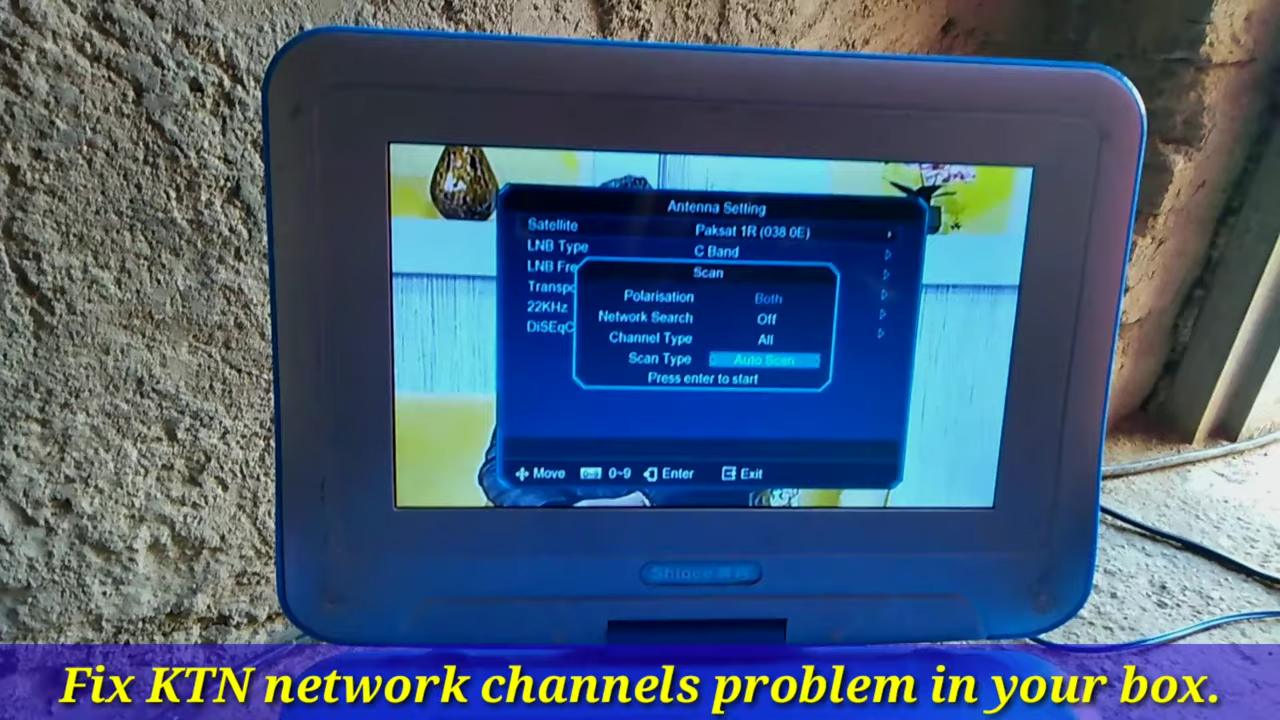 Antenna Setting
Satellite Paksat 1R (038 0E)
LNB Type C Band
LNB Fre
Transpo
22KHz
DiSEqC
Scan
Polarisation Both
Network Search Off
Channel Type All
Scan Type Auto Scan
Press enter to start
Move 0~9 Enter Exit
Fix KTN network channels problem in your box.